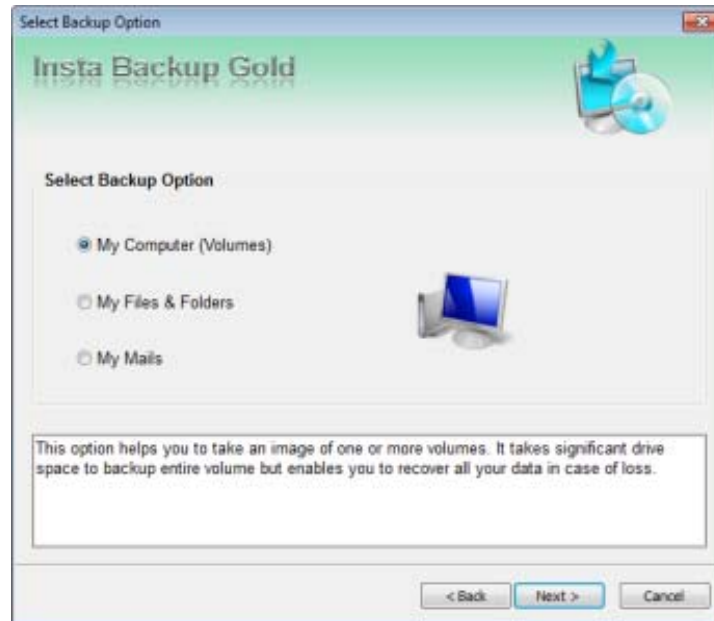 Select Backup Option
Insta Backup Gold
Select Backup Option
My Computer (Volumes)
My Files & Folders
My Mails
This option helps you to take an image of one or more volumes. It takes significant drive
space to backup entire volume but enables you to recover all your data in case of loss.
< Back Next > Cancel